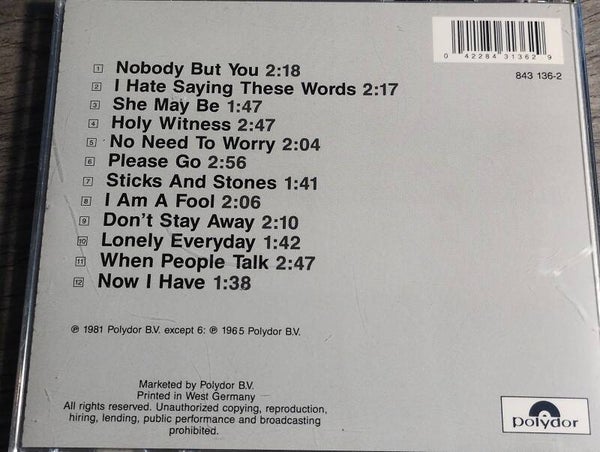 0 42284 31362 9
843 136-2
1 Nobody But You 2:18
2 I Hate Saying These Words 2:17
3 She May Be 1:47
4 Holy Witness 2:47
5 No Need To Worry 2:04
6 Please Go 2:56
7 Sticks And Stones 1:41
8 I Am A Fool 2:06
9 Don't Stay Away 2:10
10 Lonely Everyday 1:42
11 When People Talk 2:47
12 Now I Have 1:38
℗ 1981 Polydor B.V. except 6: ℗ 1965 Polydor B.V.
Marketed by Polydor B.V.
Printed in West Germany
All rights reserved. Unauthorized copying, reproduction,
hiring, lending, public performance and broadcasting
prohibited.
polydor